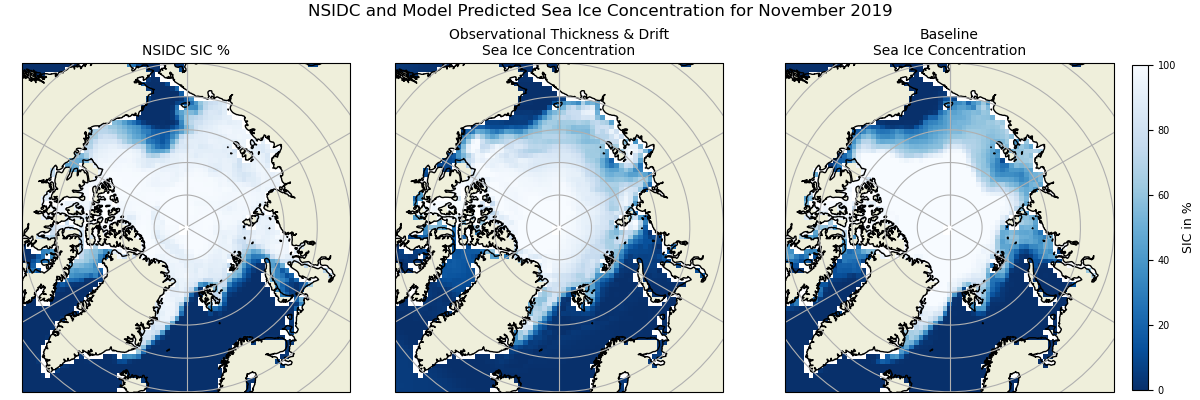 NSIDC and Model Predicted Sea Ice Concentration for November 2019
NSIDC SIC %
Observational Thickness & Drift
Sea Ice Concentration
Baseline
Sea Ice Concentration
100
80
60
40
20
0
SIC in %